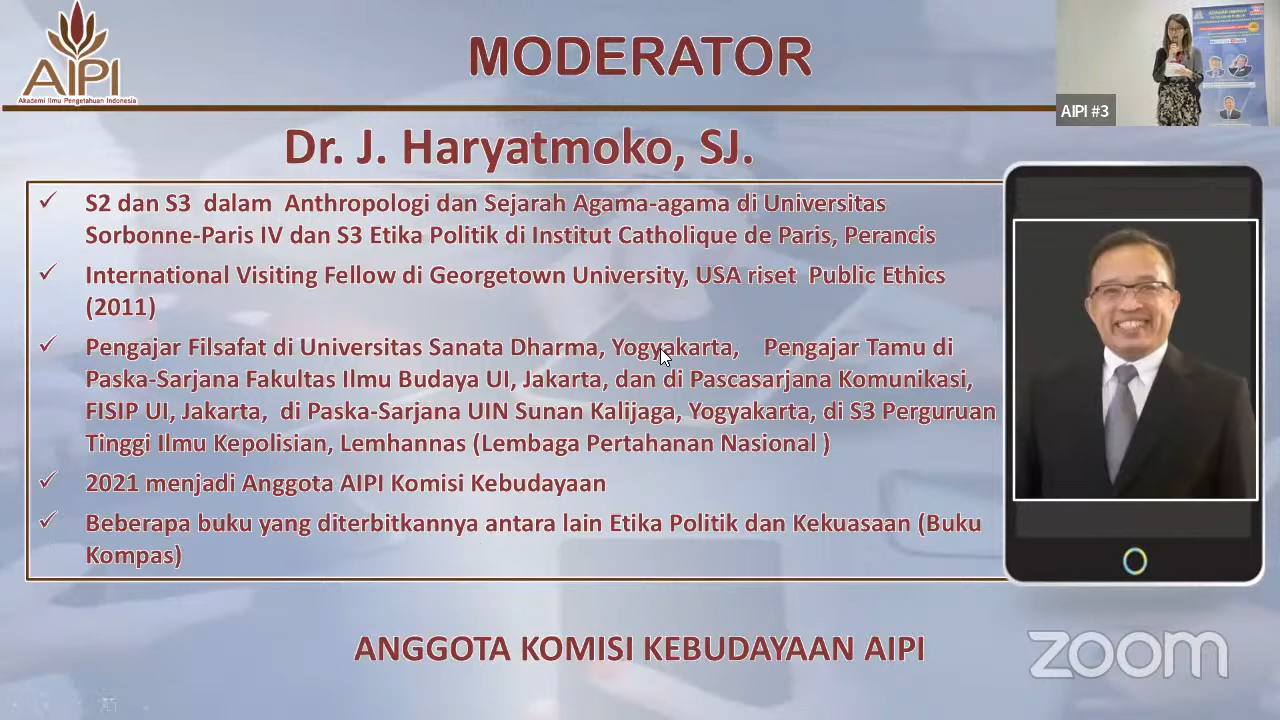 AIPI
Akademi Ilmu Pengetahuan Indonesia
MODERATOR
AIPI #3
Dr. J. Haryatmoko, SJ.
S2 dan S3 dalam Anthropologi dan Sejarah Agama-agama di Universitas
Sorbonne-Paris IV dan S3 Etika Politik di Institut Catholique de Paris, Perancis
International Visiting Fellow di Georgetown University, USA riset Public Ethics
(2011)
Pengajar Filsafat di Universitas Sanata Dharma, Yogyakarta, Pengajar Tamu di
Paska-Sarjana Fakultas Ilmu Budaya UI, Jakarta, dan di Pascasarjana Komunikasi,
FISIP UI, Jakarta, di Paska-Sarjana UIN Sunan Kalijaga, Yogyakarta, di S3 Perguruan
Tinggi Ilmu Kepolisian, Lemhannas (Lembaga Pertahanan Nasional )
2021 menjadi Anggota AIPI Komisi Kebudayaan
Beberapa buku yang diterbitkannya antara lain Etika Politik dan Kekuasaan (Buku
Kompas)
ANGGOTA KOMISI KEBUDAYAAN AIPI
zoom